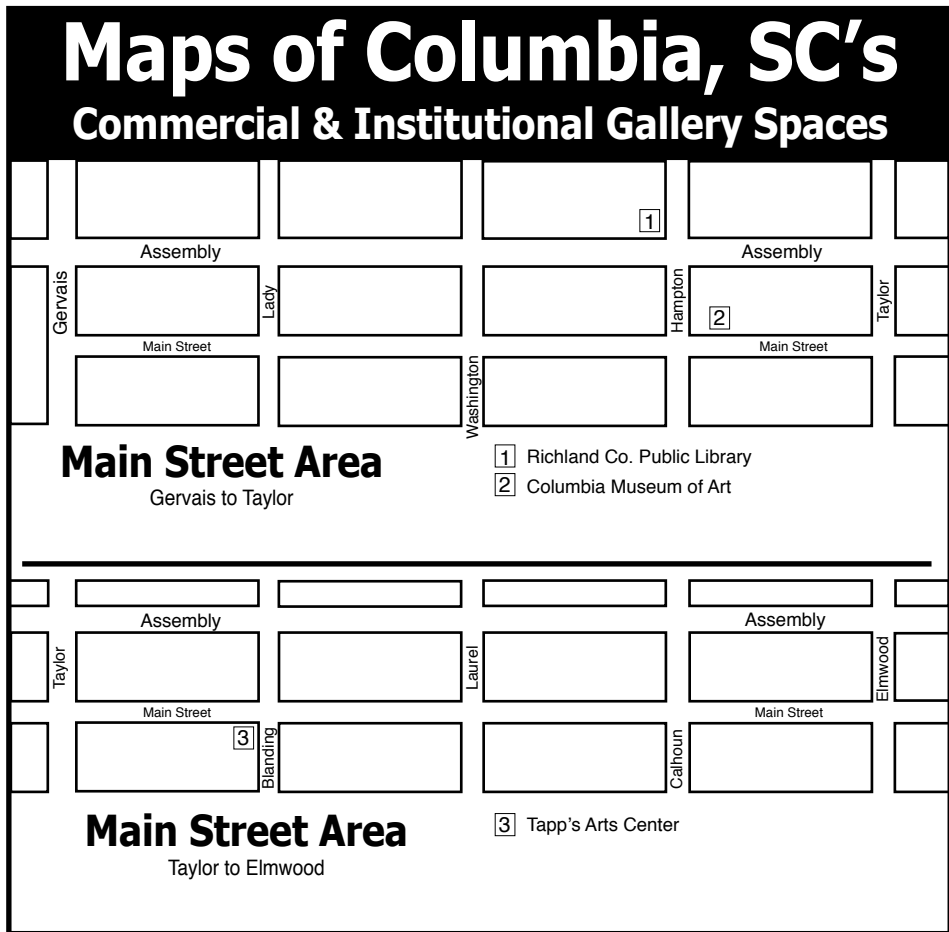 Maps of Columbia, SC's
Commercial & Institutional Gallery Spaces
1
Assembly
Assembly
Gervais
Lady
Hampton
Taylor
2
Main Street
Main Street
Washington
Main Street Area
Gervais to Taylor
1 Richland Co. Public Library
2 Columbia Museum of Art
Assembly
Assembly
Taylor
Laurel
Elmwood
Main Street
Main Street
3
Blanding
Calhoun
Main Street Area
Taylor to Elmwood
3 Tapp's Arts Center